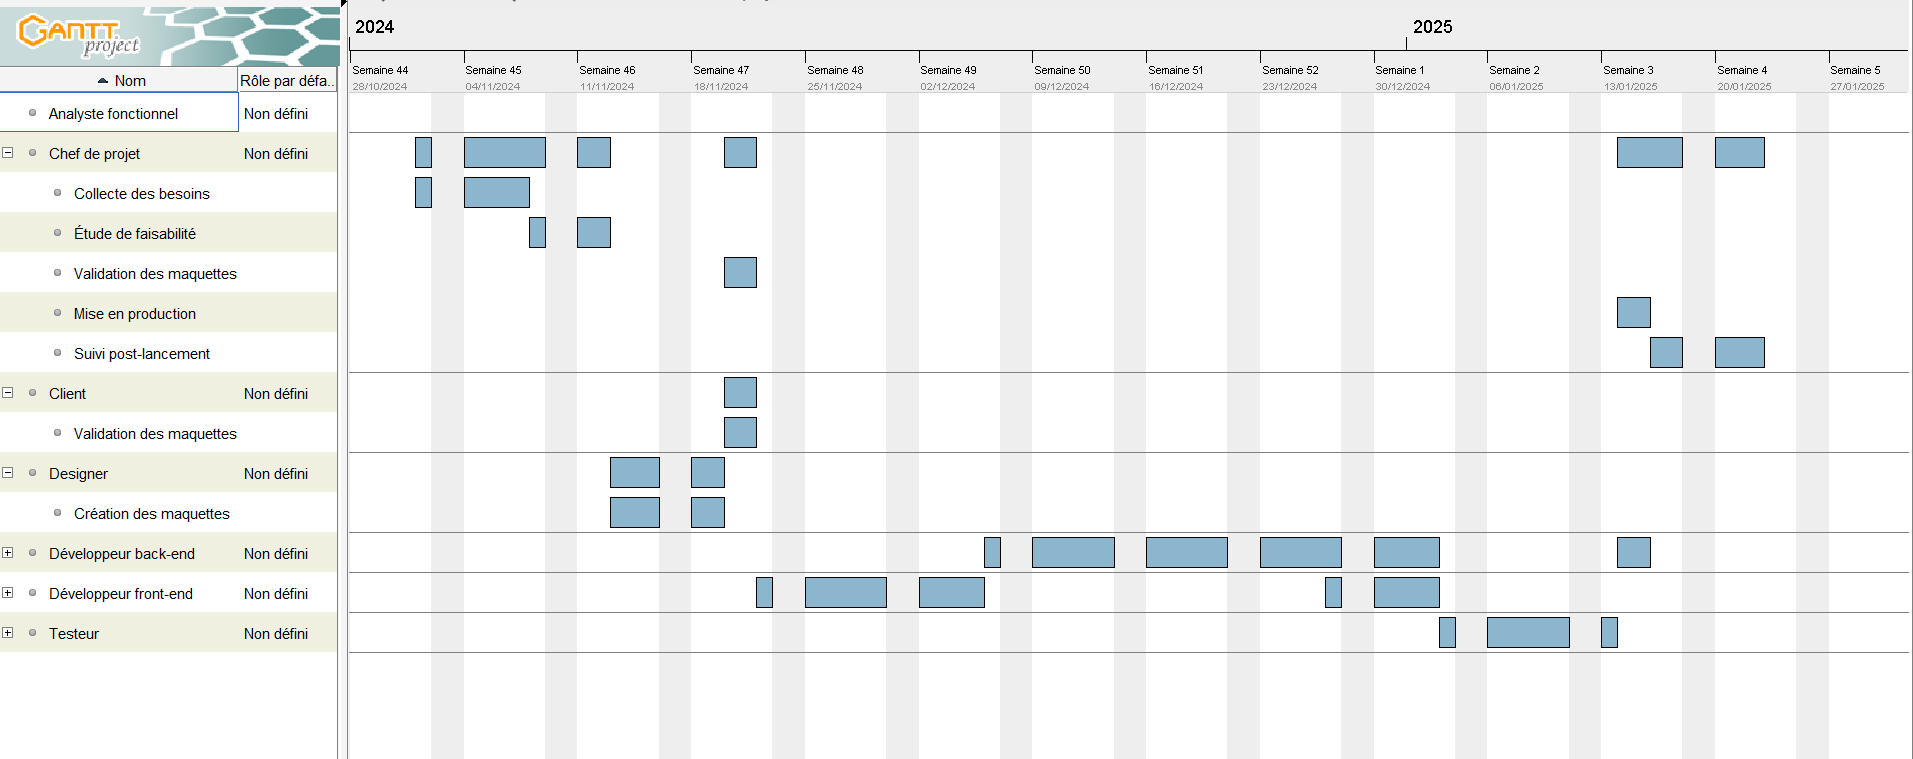 GANTT
project
2024
2025
Semaine 44
Semaine 45
Semaine 46
Semaine 47
Semaine 48
Semaine 49
Semaine 50
Semaine 51
Semaine 52
Semaine 1
Semaine 2
Semaine 3
Semaine 4
Semaine 5
28/10/2024
04/11/2024
11/11/2024
18/11/2024
25/11/2024
02/12/2024
09/12/2024
16/12/2024
23/12/2024
30/12/2024
06/01/2025
13/01/2025
20/01/2025
27/01/2025
Nom Rôle par défa...
Analyste fonctionnel Non défini
Chef de projet Non défini
Collecte des besoins
Étude de faisabilité
Validation des maquettes
Mise en production
Suivi post-lancement
Client Non défini
Validation des maquettes
Designer Non défini
Création des maquettes
Développeur back-end Non défini
Développeur front-end Non défini
Testeur Non défini